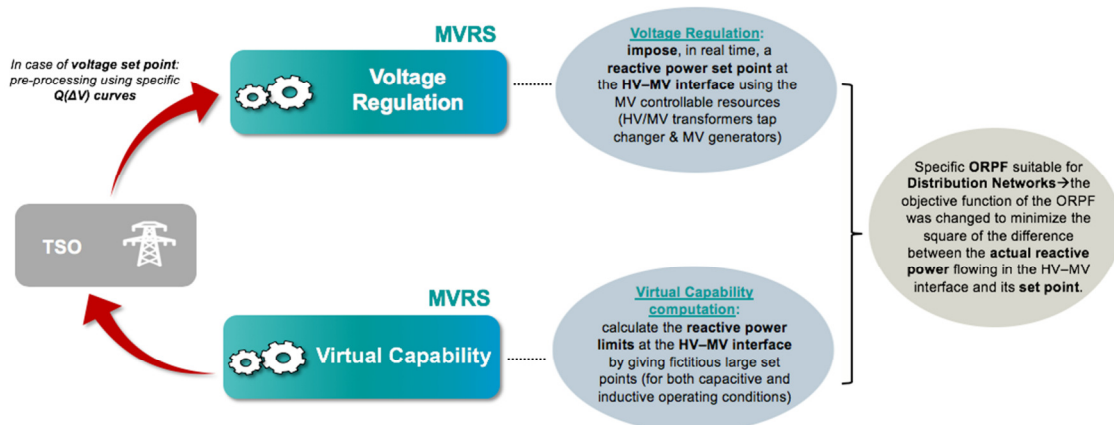 In case of voltage set point:
pre-processing using specific
Q(ΔV) curves
MVRS
Voltage
Regulation
Voltage Regulation:
impose, in real time, a
reactive power set point at
the HV–MV interface using the
MV controllable resources
(HV/MV transformers tap
changer & MV generators)
Specific ORPF suitable for
Distribution Networks→the
objective function of the ORPF
was changed to minimize the
square of the difference
between the actual reactive
power flowing in the HV–MV
interface and its set point.
TSO
MVRS
Virtual Capability
Virtual Capability
computation:
calculate the reactive power
limits at the HV–MV interface
by giving fictitious large set
points (for both capacitive and
inductive operating conditions)